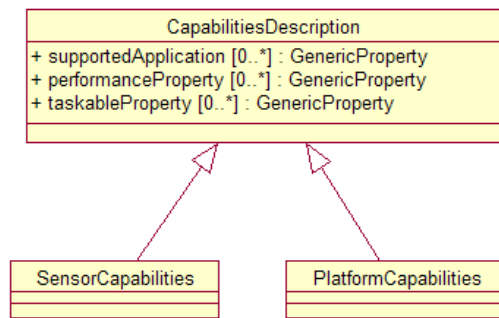 CapabilitiesDescription
+ supportedApplication [0..*] : GenericProperty
+ performanceProperty [0..*] : GenericProperty
+ taskableProperty [0..*] : GenericProperty
SensorCapabilities
PlatformCapabilities